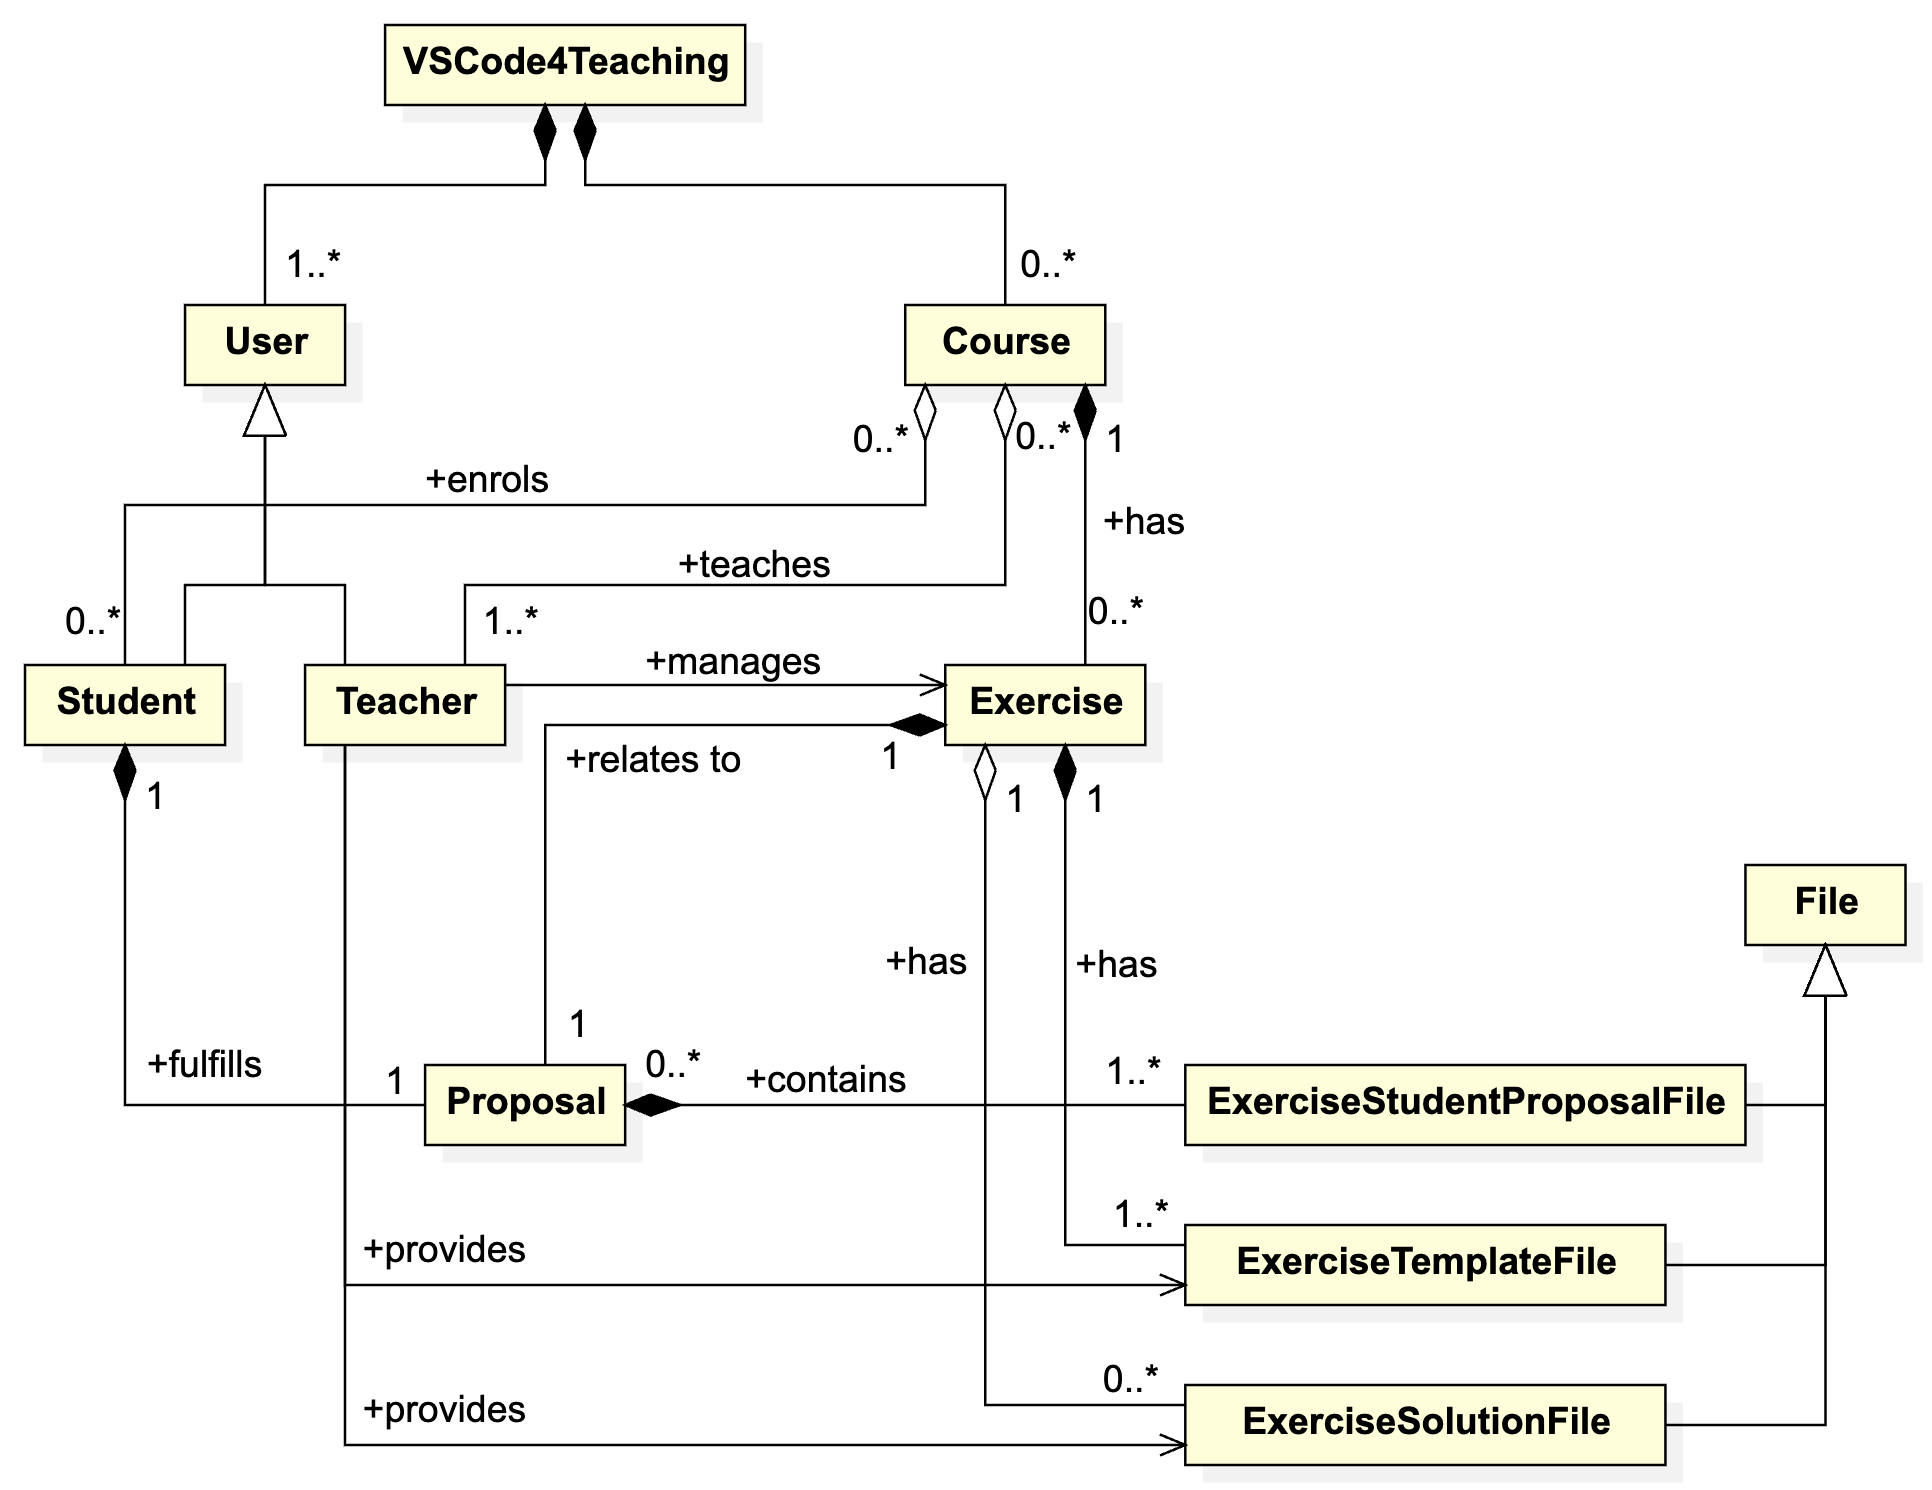 VSCode4Teaching
1..*
0..*
User
Course
0..*
0..*
1
+enrols
+has
+teaches
0..*
1..*
0..*
+manages
Student
Teacher
Exercise
+relates to
1
1
1
1
File
+has
+has
1
+fulfills
1
0..*
+contains
1..*
Proposal
ExerciseStudentProposalFile
1..*
+provides
ExerciseTemplateFile
0..*
+provides
ExerciseSolutionFile